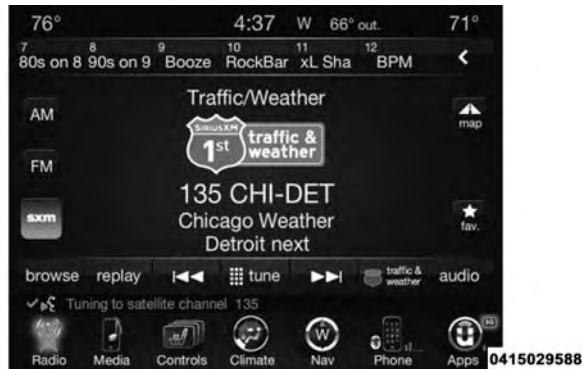 76° 4:37 W 66° out. 71°
7 8 9 10 11 12
80s on 8 90s on 9 Booze RockBar xL Sha BPM
Traffic/Weather
AM
map
SIRIUSXM
1st traffic & weather
FM
135 CHI-DET
sxm
Chicago Weather
fav.
Detroit next
browse replay tune traffic & weather audio
Tuning to satellite channel 135
3G
Radio Media Controls Climate Nav Phone Apps
0415029588